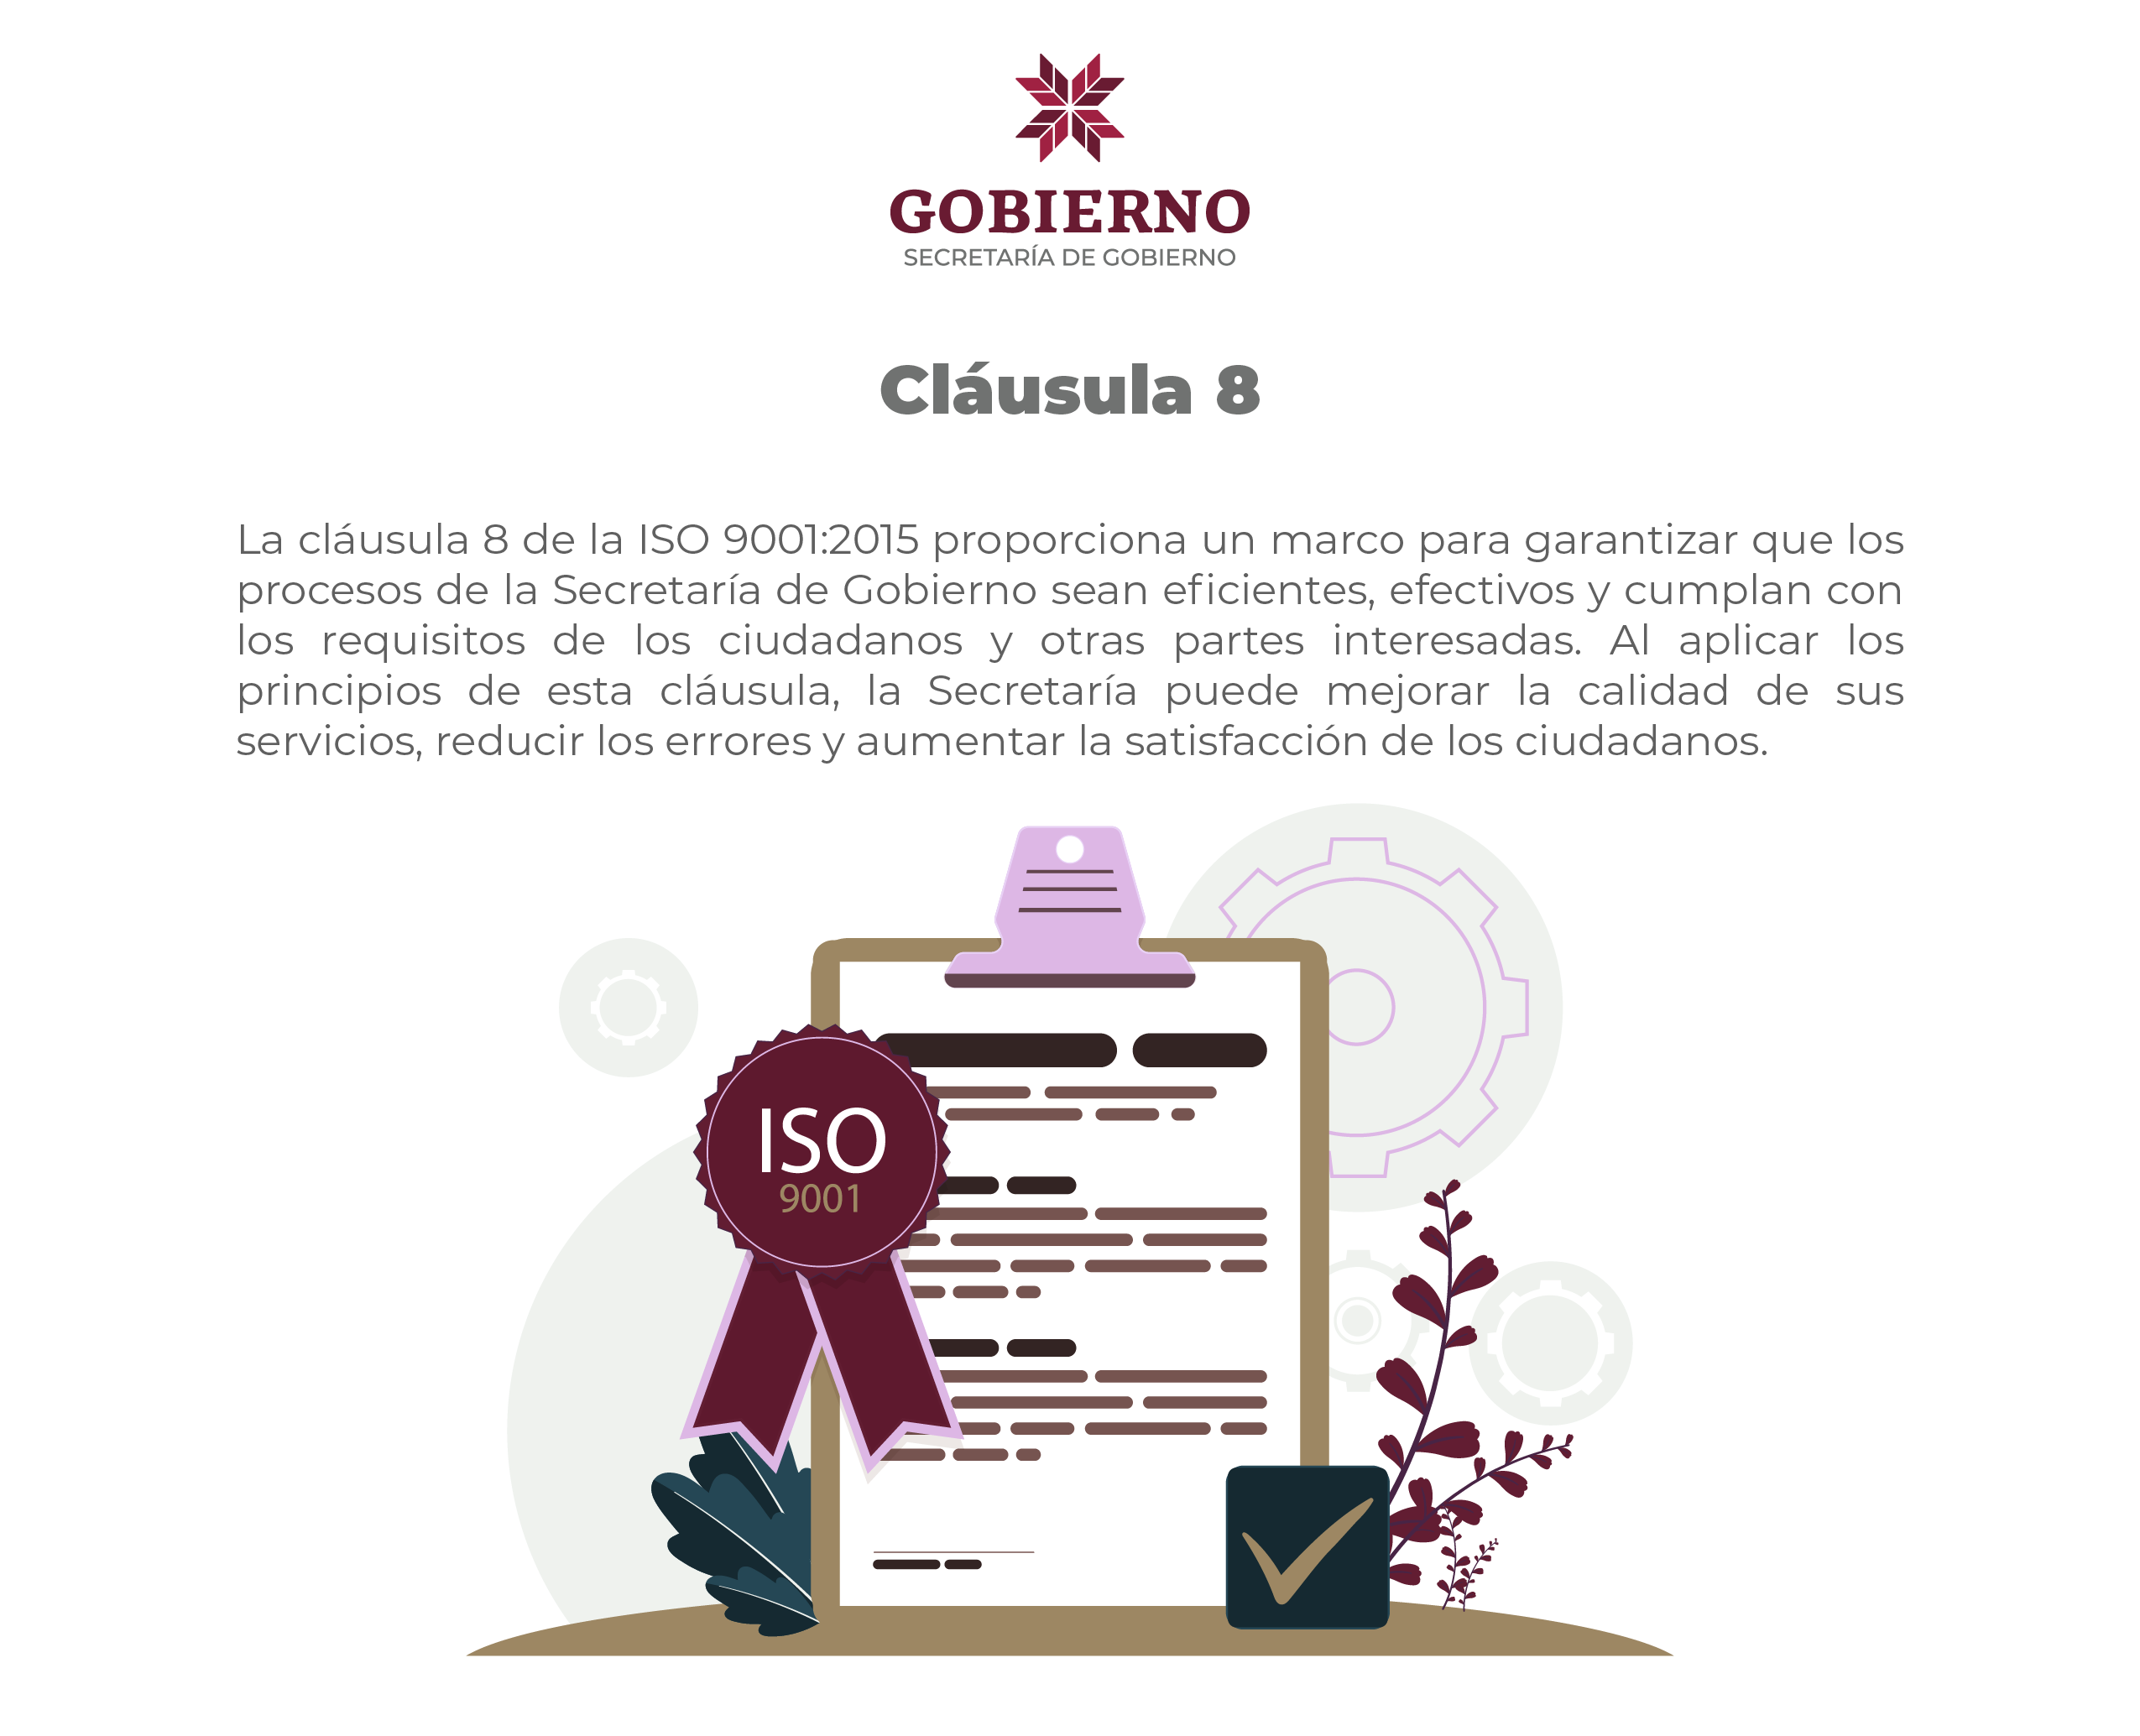 GOBIERNO
SECRETARÍA DE GOBIERNO
Cláusula 8
La cláusula 8 de la ISO 9001:2015 proporciona un marco para garantizar que los
procesos de la Secretaría de Gobierno sean eficientes, efectivos y cumplan con
los requisitos de los ciudadanos y otras partes interesadas. Al aplicar los
principios de esta cláusula, la Secretaría puede mejorar la calidad de sus
servicios, reducir los errores y aumentar la satisfacción de los ciudadanos.
ISO
9001